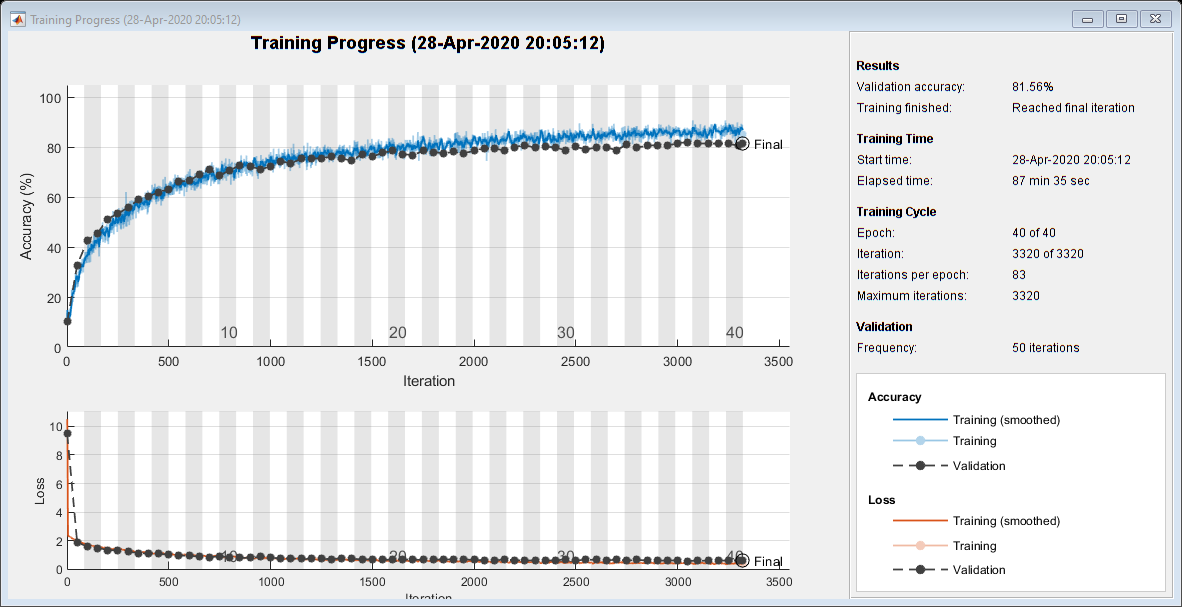 Training Progress (28-Apr-2020 20:05:12)
Training Progress (28-Apr-2020 20:05:12)
100
80
60
40
20
0
Accuracy (%)
Final
10 20 30 40
0 500 1000 1500 2000 2500 3000 3500
Iteration
10
8
6
4
2
0
Loss
Final
10 20 30 40
0 500 1000 1500 2000 2500 3000 3500
Iteration
Results
Validation accuracy: 81.56%
Training finished: Reached final iteration
Training Time
Start time: 28-Apr-2020 20:05:12
Elapsed time: 87 min 35 sec
Training Cycle
Epoch: 40 of 40
Iteration: 3320 of 3320
Iterations per epoch: 83
Maximum iterations: 3320
Validation
Frequency: 50 iterations
Accuracy
Training (smoothed)
Training
Validation
Loss
Training (smoothed)
Training
Validation